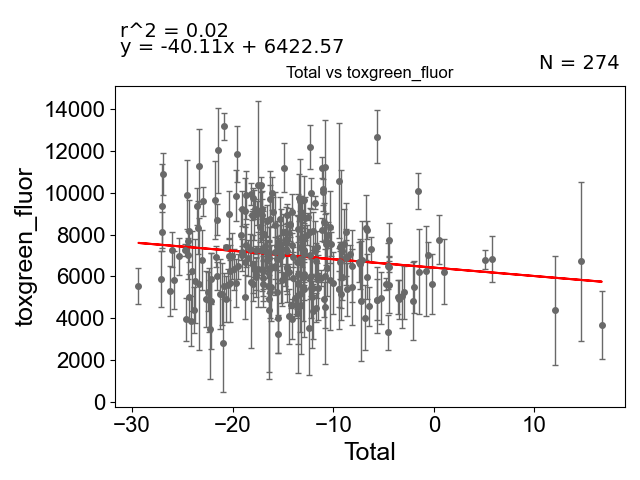 r^2 = 0.02
y = -40.11x + 6422.57
N = 274
Total vs toxgreen_fluor
14000
12000
10000
8000
6000
4000
2000
0
toxgreen_fluor
−30
−20
−10
0
10
Total